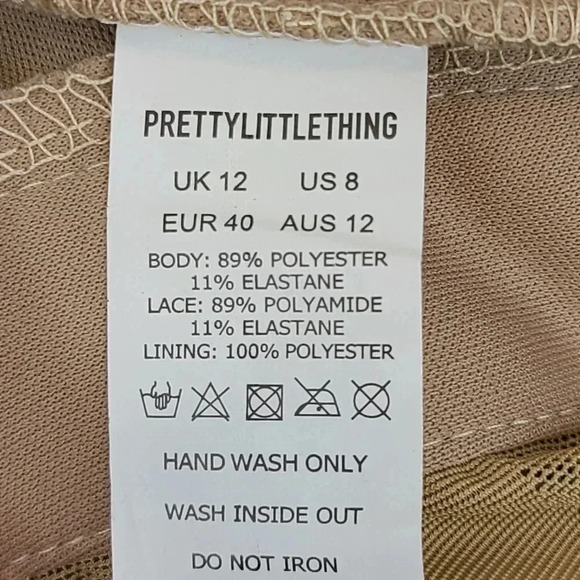 PRETTYLITTLETHING
UK 12 US 8
EUR 40 AUS 12
BODY: 89% POLYESTER
11% ELASTANE
LACE: 89% POLYAMIDE
11% ELASTANE
LINING: 100% POLYESTER
HAND WASH ONLY
WASH INSIDE OUT
DO NOT IRON